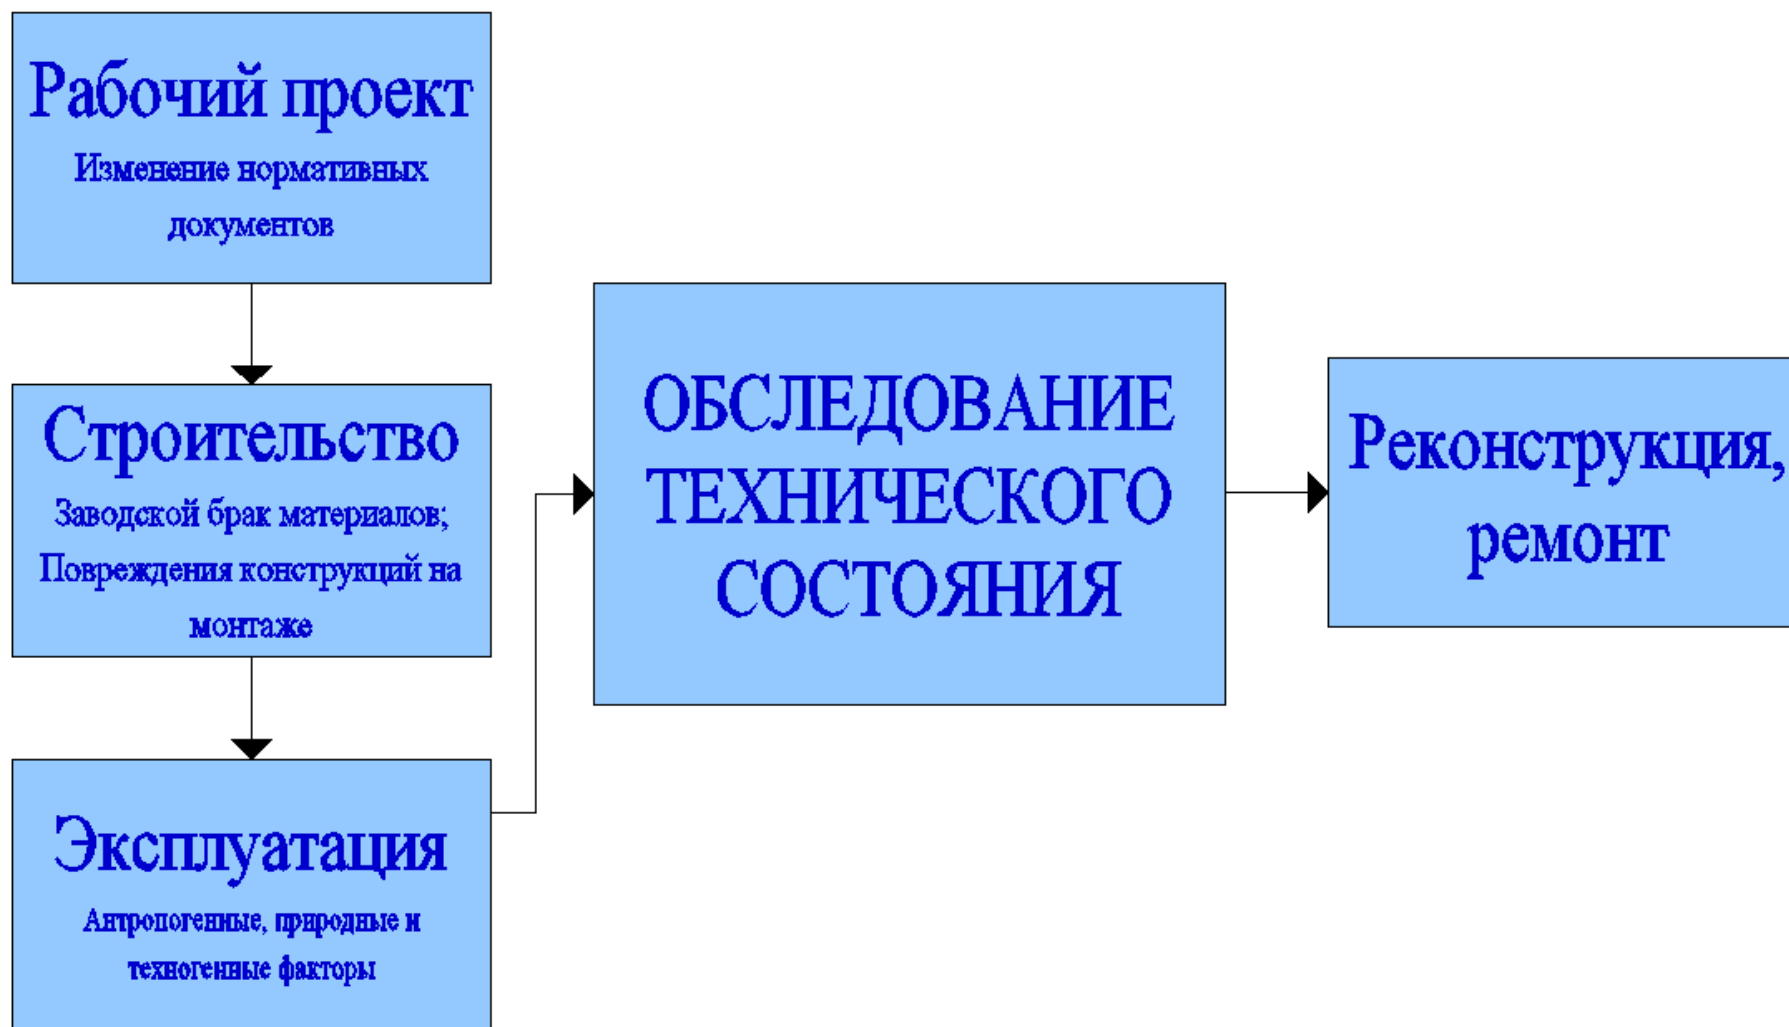 Рабочий проект
Изменение нормативных
документов
Строительство
Заводской брак материалов;
Повреждения конструкций на
монтаже
Эксплуатация
Антропогенные, природные и
техногенные факторы
ОБСЛЕДОВАНИЕ
ТЕХНИЧЕСКОГО
СОСТОЯНИЯ
Реконструкция,
ремонт